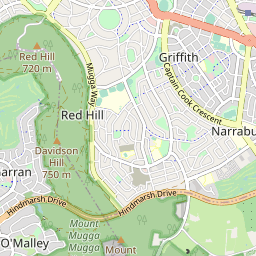 Griffith
Red Hill
720 m
Mugga Way
Captain Cook Crescent
Red Hill
Narrabu
Davidson
Hill
750 m
arran
Hindmarsh Drive
Hindmarsh Drive
O'Malley
Mount
Mugga
Mugga
Mount